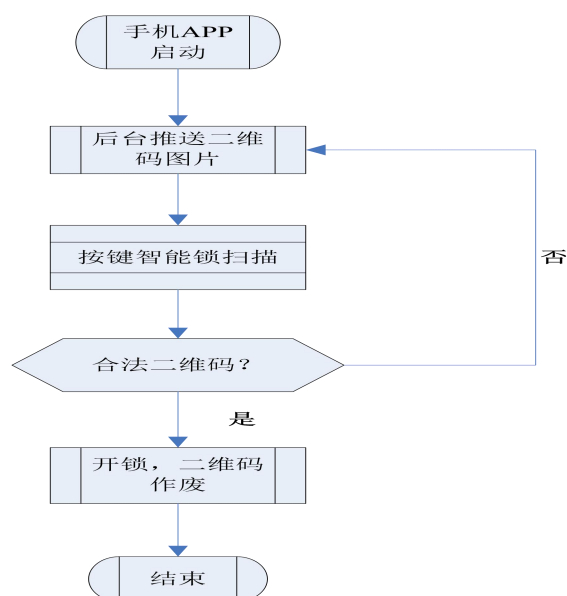 手机APP
启动
后台推送二维
码图片
按键智能锁扫描
否
合法二维码?
是
开锁，二维码
作废
结束